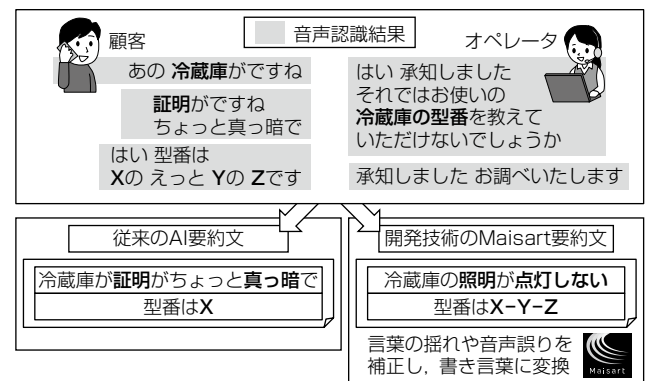 顧客
音声認識結果
オペレータ
あの 冷蔵庫がですね
証明がですね
ちょっと真っ暗で
はい 型番は
Xの えっと Yの Zです
はい 承知しました
それではお使いの
冷蔵庫の型番を教えて
いただけないでしょうか
承知しました お調べいたします
従来のAI要約文
冷蔵庫が証明がちょっと真っ暗で
型番はX
開発技術のMaisart要約文
冷蔵庫の照明が点灯しない
型番はX-Y-Z
言葉の揺れや音声誤りを
補正し，書き言葉に変換
Maisart